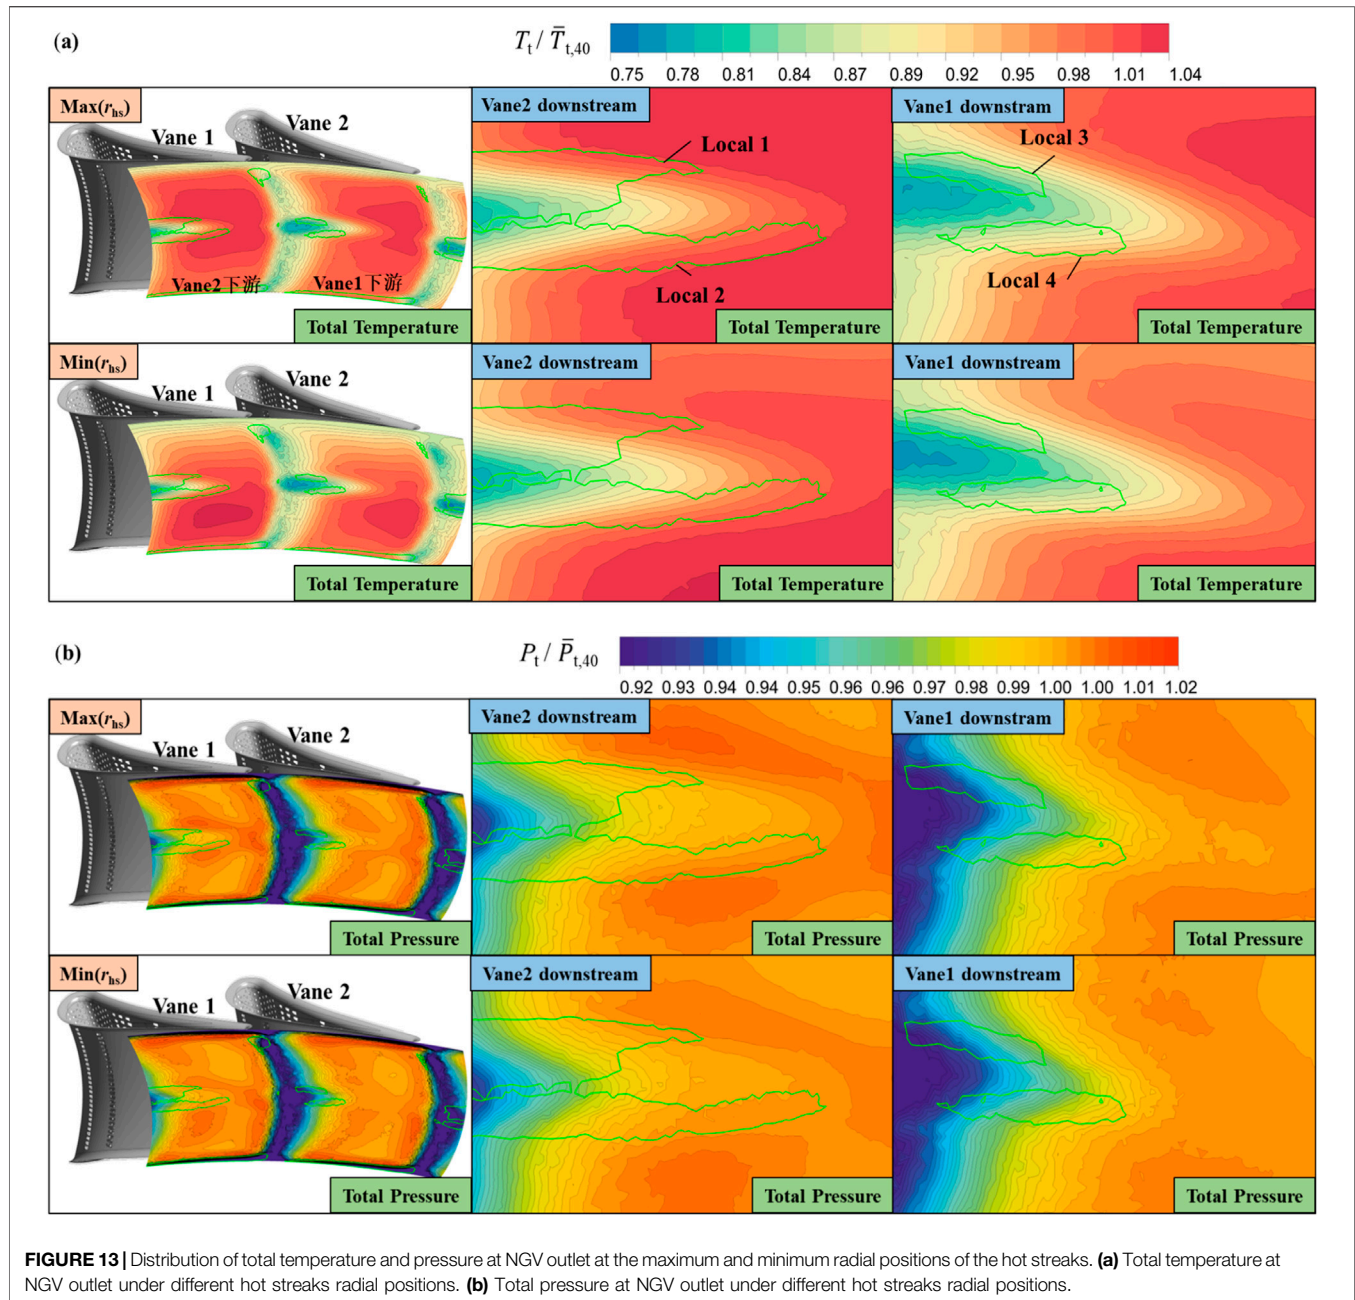 (a)
Tt / T̄t,40
0.75 0.78 0.81 0.84 0.87 0.89 0.92 0.95 0.98 1.01 1.04
Max(rhs)
Vane 1
Vane 2
Vane2下游
Vane1下游
Total Temperature
Vane2 downstream
Local 1
Local 2
Total Temperature
Vane1 downstram
Local 3
Local 4
Total Temperature
Min(rhs)
Vane 1
Vane 2
Total Temperature
Vane2 downstream
Total Temperature
Vane1 downstream
Total Temperature
(b)
Pt / P̄t,40
0.92 0.93 0.94 0.94 0.95 0.96 0.96 0.97 0.98 0.99 1.00 1.00 1.01 1.02
Max(rhs)
Vane 1
Vane 2
Total Pressure
Vane2 downstream
Total Pressure
Vane1 downstram
Total Pressure
Min(rhs)
Vane 1
Vane 2
Total Pressure
Vane2 downstream
Total Pressure
Vane1 downstream
Total Pressure
FIGURE 13 | Distribution of total temperature and pressure at NGV outlet at the maximum and minimum radial positions of the hot streaks. (a) Total temperature at
NGV outlet under different hot streaks radial positions. (b) Total pressure at NGV outlet under different hot streaks radial positions.